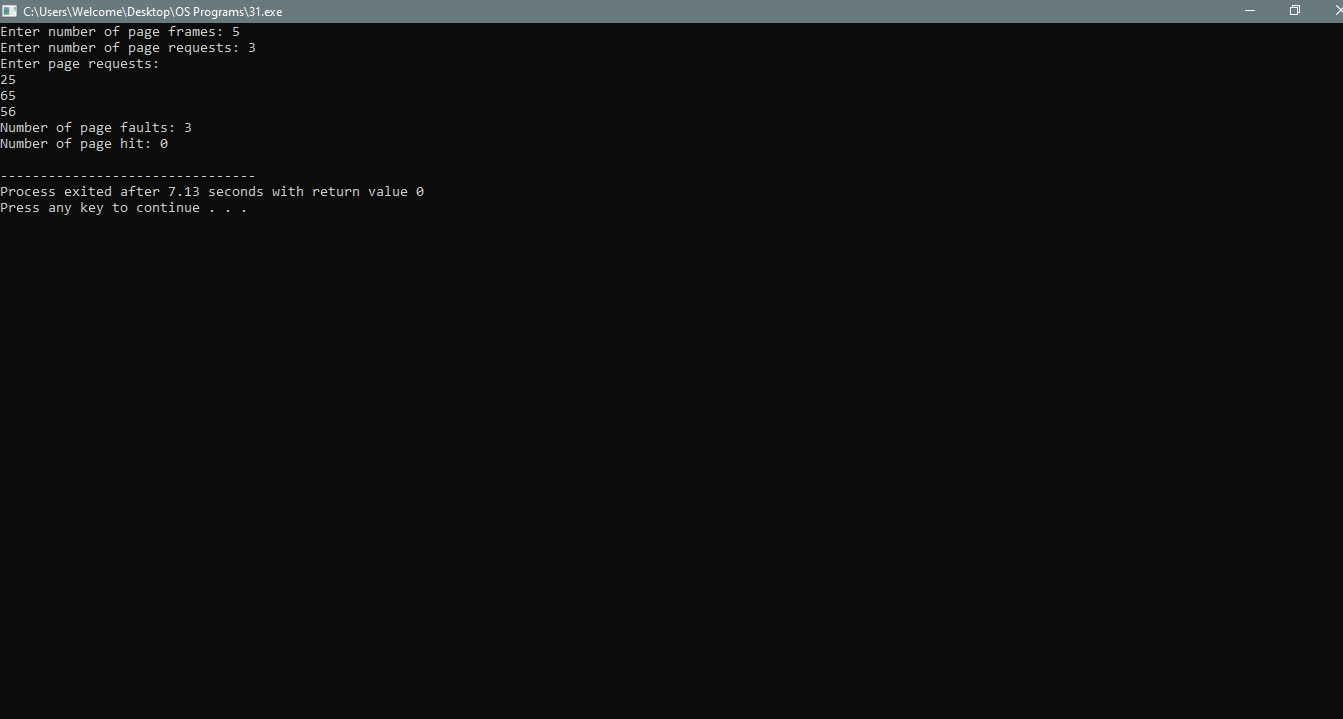 C:\Users\Welcome\Desktop\OS Programs\31.exe
Enter number of page frames: 5
Enter number of page requests: 3
Enter page requests:
25
65
56
Number of page faults: 3
Number of page hit: 0
--------------------------------
Process exited after 7.13 seconds with return value 0
Press any key to continue . . .